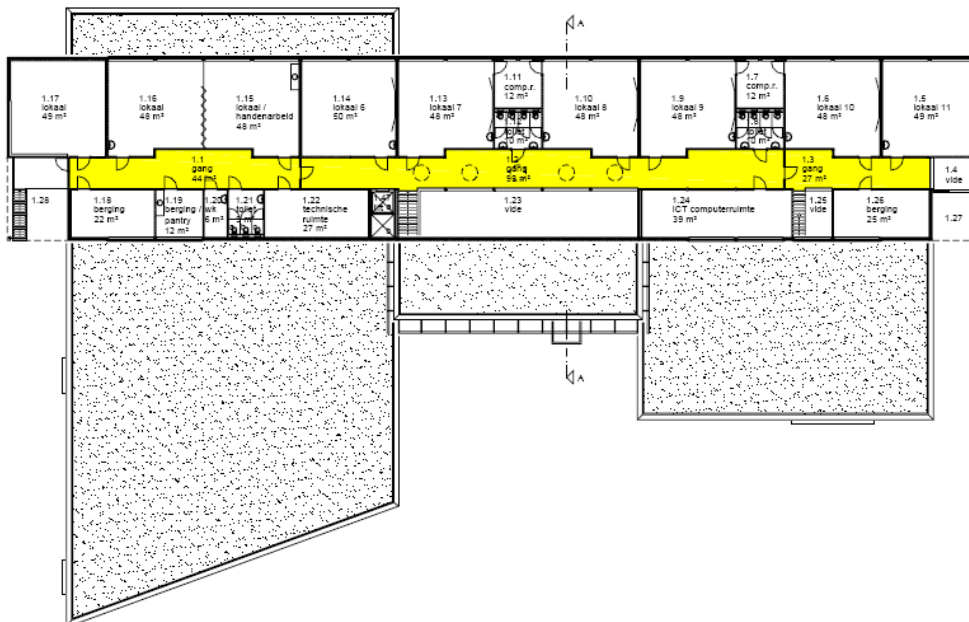 A
1.17
lokaal
49 m²
1.16
lokaal
48 m²
1.15
lokaal /
handenarbeid
48 m²
1.14
lokaal 6
50 m²
1.13
lokaal 7
48 m²
1.11
comp.r.
12 m²
1.10
lokaal 8
48 m²
1.9
lokaal 9
48 m²
1.7
comp.r.
12 m²
1.6
lokaal 10
48 m²
1.5
lokaal 11
49 m²
toilet
toilet
1.1
gang
44 m²
1.2
gang
1.3
gang
27 m²
1.4
vide
1.28
1.18
berging
22 m²
1.19
berging /
pantry
12 m²
1.20
wk
6 m²
1.21
toilet
1.22
technische
ruimte
27 m²
1.23
vide
1.24
ICT computerruimte
39 m²
1.25
vide
1.26
berging
25 m²
1.27
A